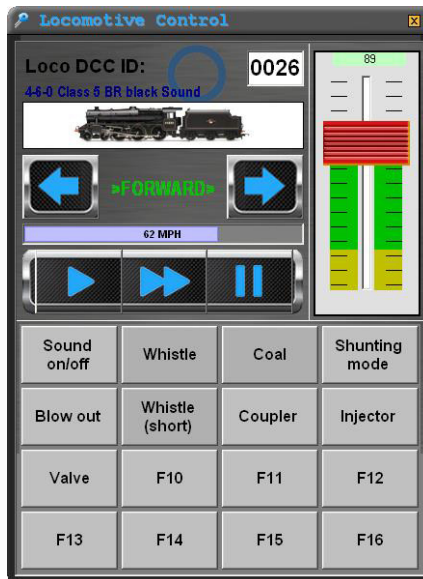 Locomotive Control
Loco DCC ID:
0026
4-6-0 Class 5 BR black Sound
»FORWARD»
62 MPH
89
Sound
on/off
Whistle
Coal
Shunting
mode
Blow out
Whistle
(short)
Coupler
Injector
Valve
F10
F11
F12
F13
F14
F15
F16